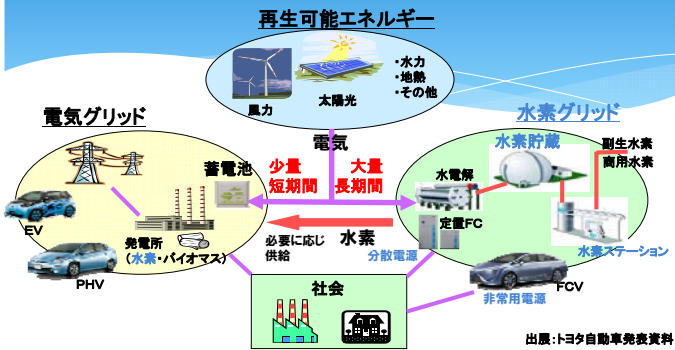 再生可能エネルギー
風力
太陽光
・水力
・地熱
・その他
電気グリッド
水素グリッド
電気
蓄電池
少量
短期間
大量
長期間
水電解
水素貯蔵
副生水素
商用水素
EV
PHV
発電所
(水素・バイオマス)
必要に応じ
供給
水素
定置FC
分散電源
水素ステーション
FCV
非常用電源
社会
出展:トヨタ自動車発表資料